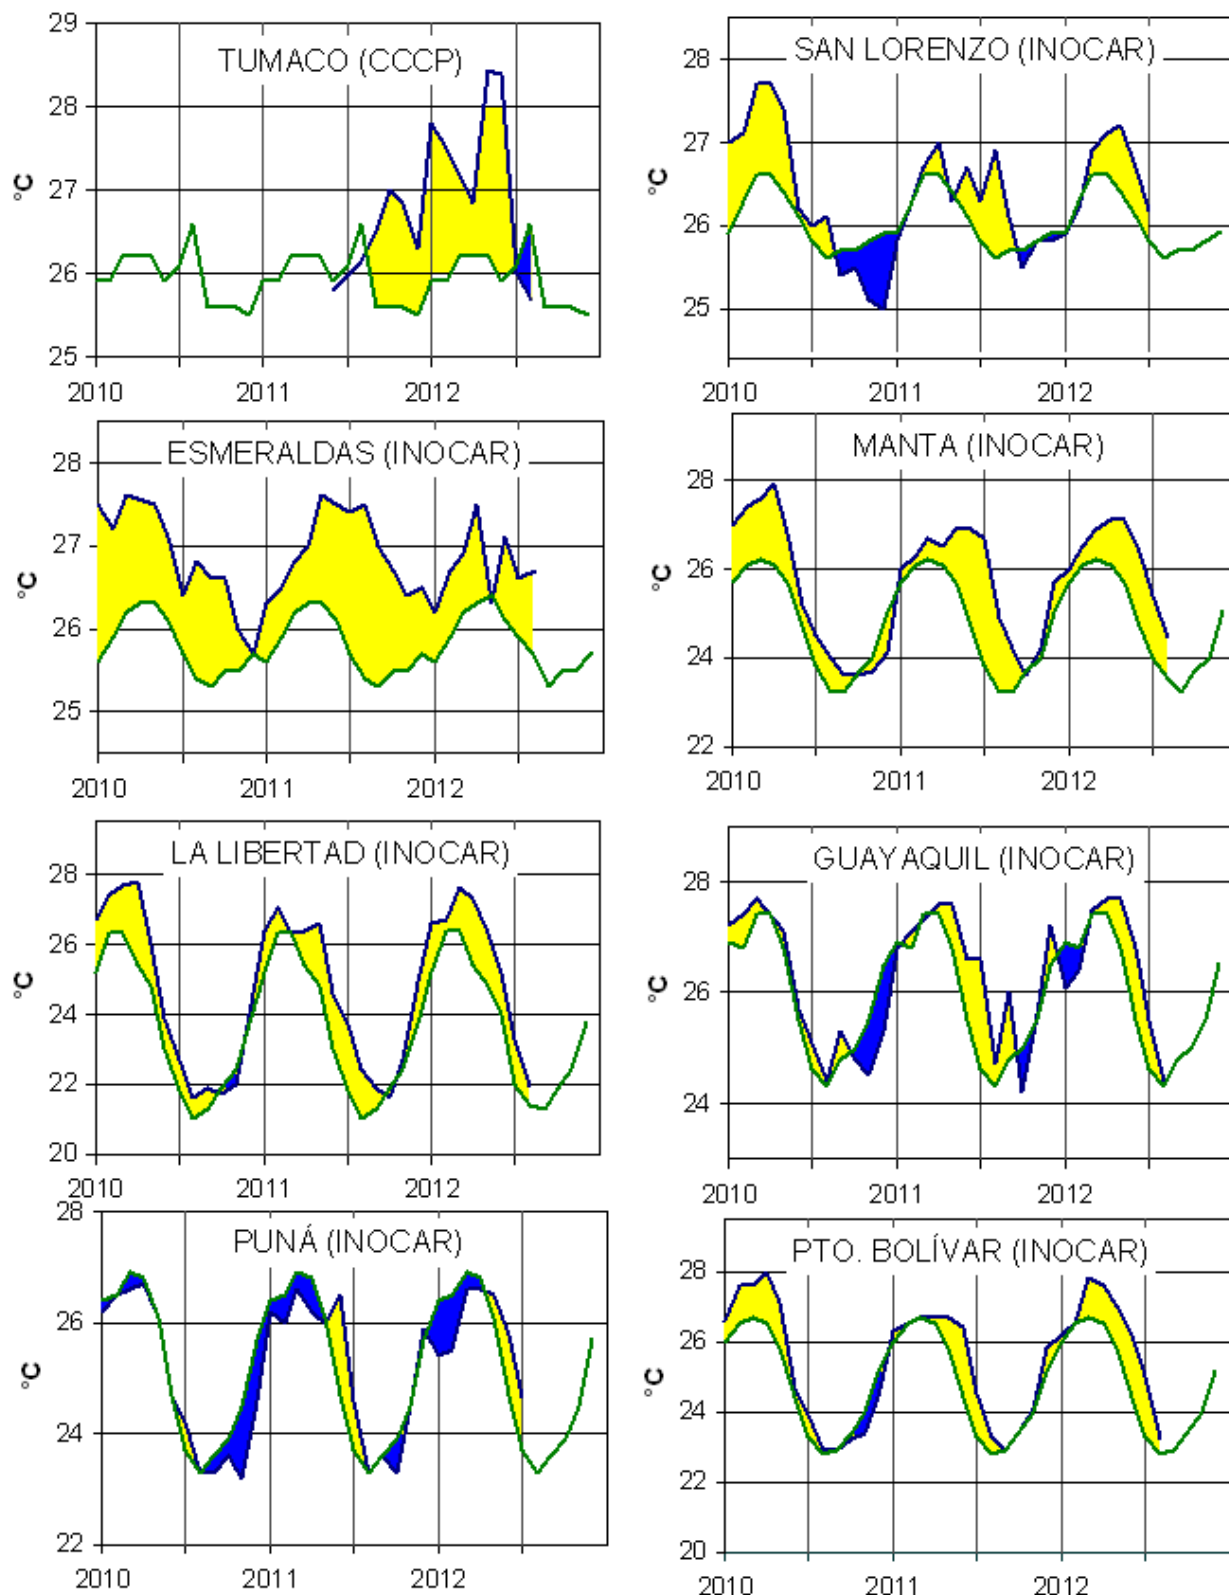 TUMACO (CCCP)
29
28
27
26
25
°C
2010 2011 2012
SAN LORENZO (INOCAR)
28
27
26
25
°C
2010 2011 2012
ESMERALDAS (INOCAR)
28
27
26
25
°C
2010 2011 2012
MANTA (INOCAR)
28
26
24
22
°C
2010 2011 2012
LA LIBERTAD (INOCAR)
28
26
24
22
20
°C
2010 2011 2012
GUAYAQUIL (INOCAR)
28
26
24
°C
2010 2011 2012
PUNÁ (INOCAR)
28
26
24
22
°C
2010 2011 2012
PTO. BOLÍVAR (INOCAR)
28
26
24
22
20
°C
2010 2011 2012